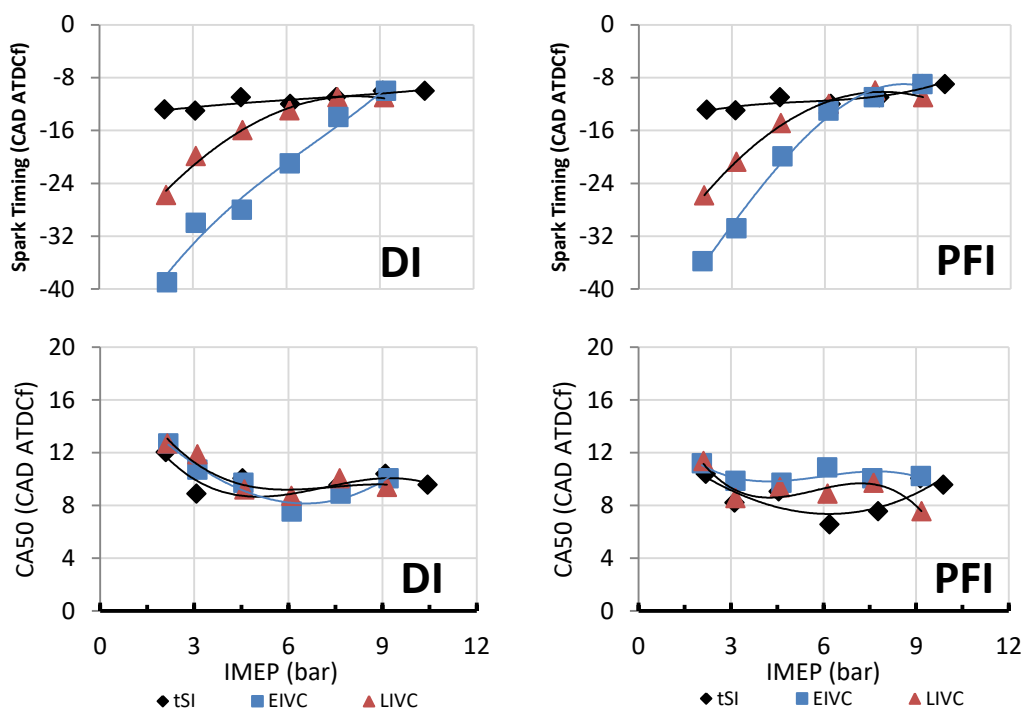 0
-8
-16
-24
-32
-40
Spark Timing (CAD ATDCf)
DI
0
-8
-16
-24
-32
-40
Spark Timing (CAD ATDCf)
PFI
20
16
12
8
4
0
CA50 (CAD ATDCf)
DI
0 3 6 9 12
IMEP (bar)
tSI EIVC LIVC
20
16
12
8
4
0
CA50 (CAD ATDCf)
PFI
0 3 6 9 12
IMEP (bar)
tSI EIVC LIVC